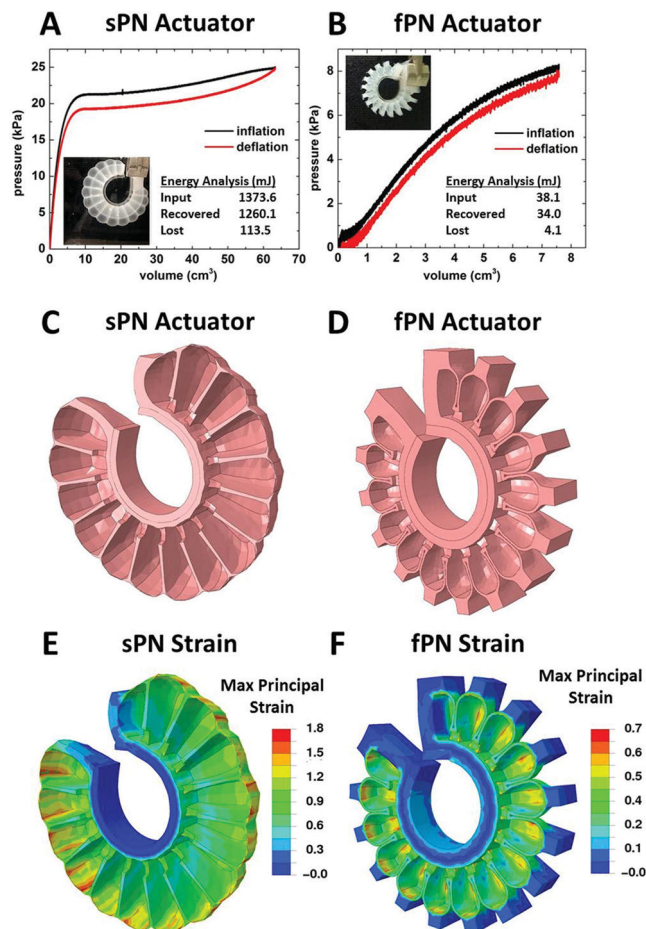 A sPN Actuator
25
20
15
10
5
0
pressure (kPa)
inflation
deflation
Energy Analysis (mJ)
Input 1373.6
Recovered 1260.1
Lost 113.5
0 10 20 30 40 50 60 70
volume (cm³)
B fPN Actuator
8
6
4
2
0
pressure (kPa)
inflation
deflation
Energy Analysis (mJ)
Input 38.1
Recovered 34.0
Lost 4.1
0 1 2 3 4 5 6 7 8
volume (cm³)
C sPN Actuator
D fPN Actuator
E sPN Strain
Max Principal
Strain
1.8
1.5
1.2
0.9
0.6
0.3
−0.0
F fPN Strain
Max Principal
Strain
0.7
0.6
0.5
0.4
0.2
0.1
−0.0